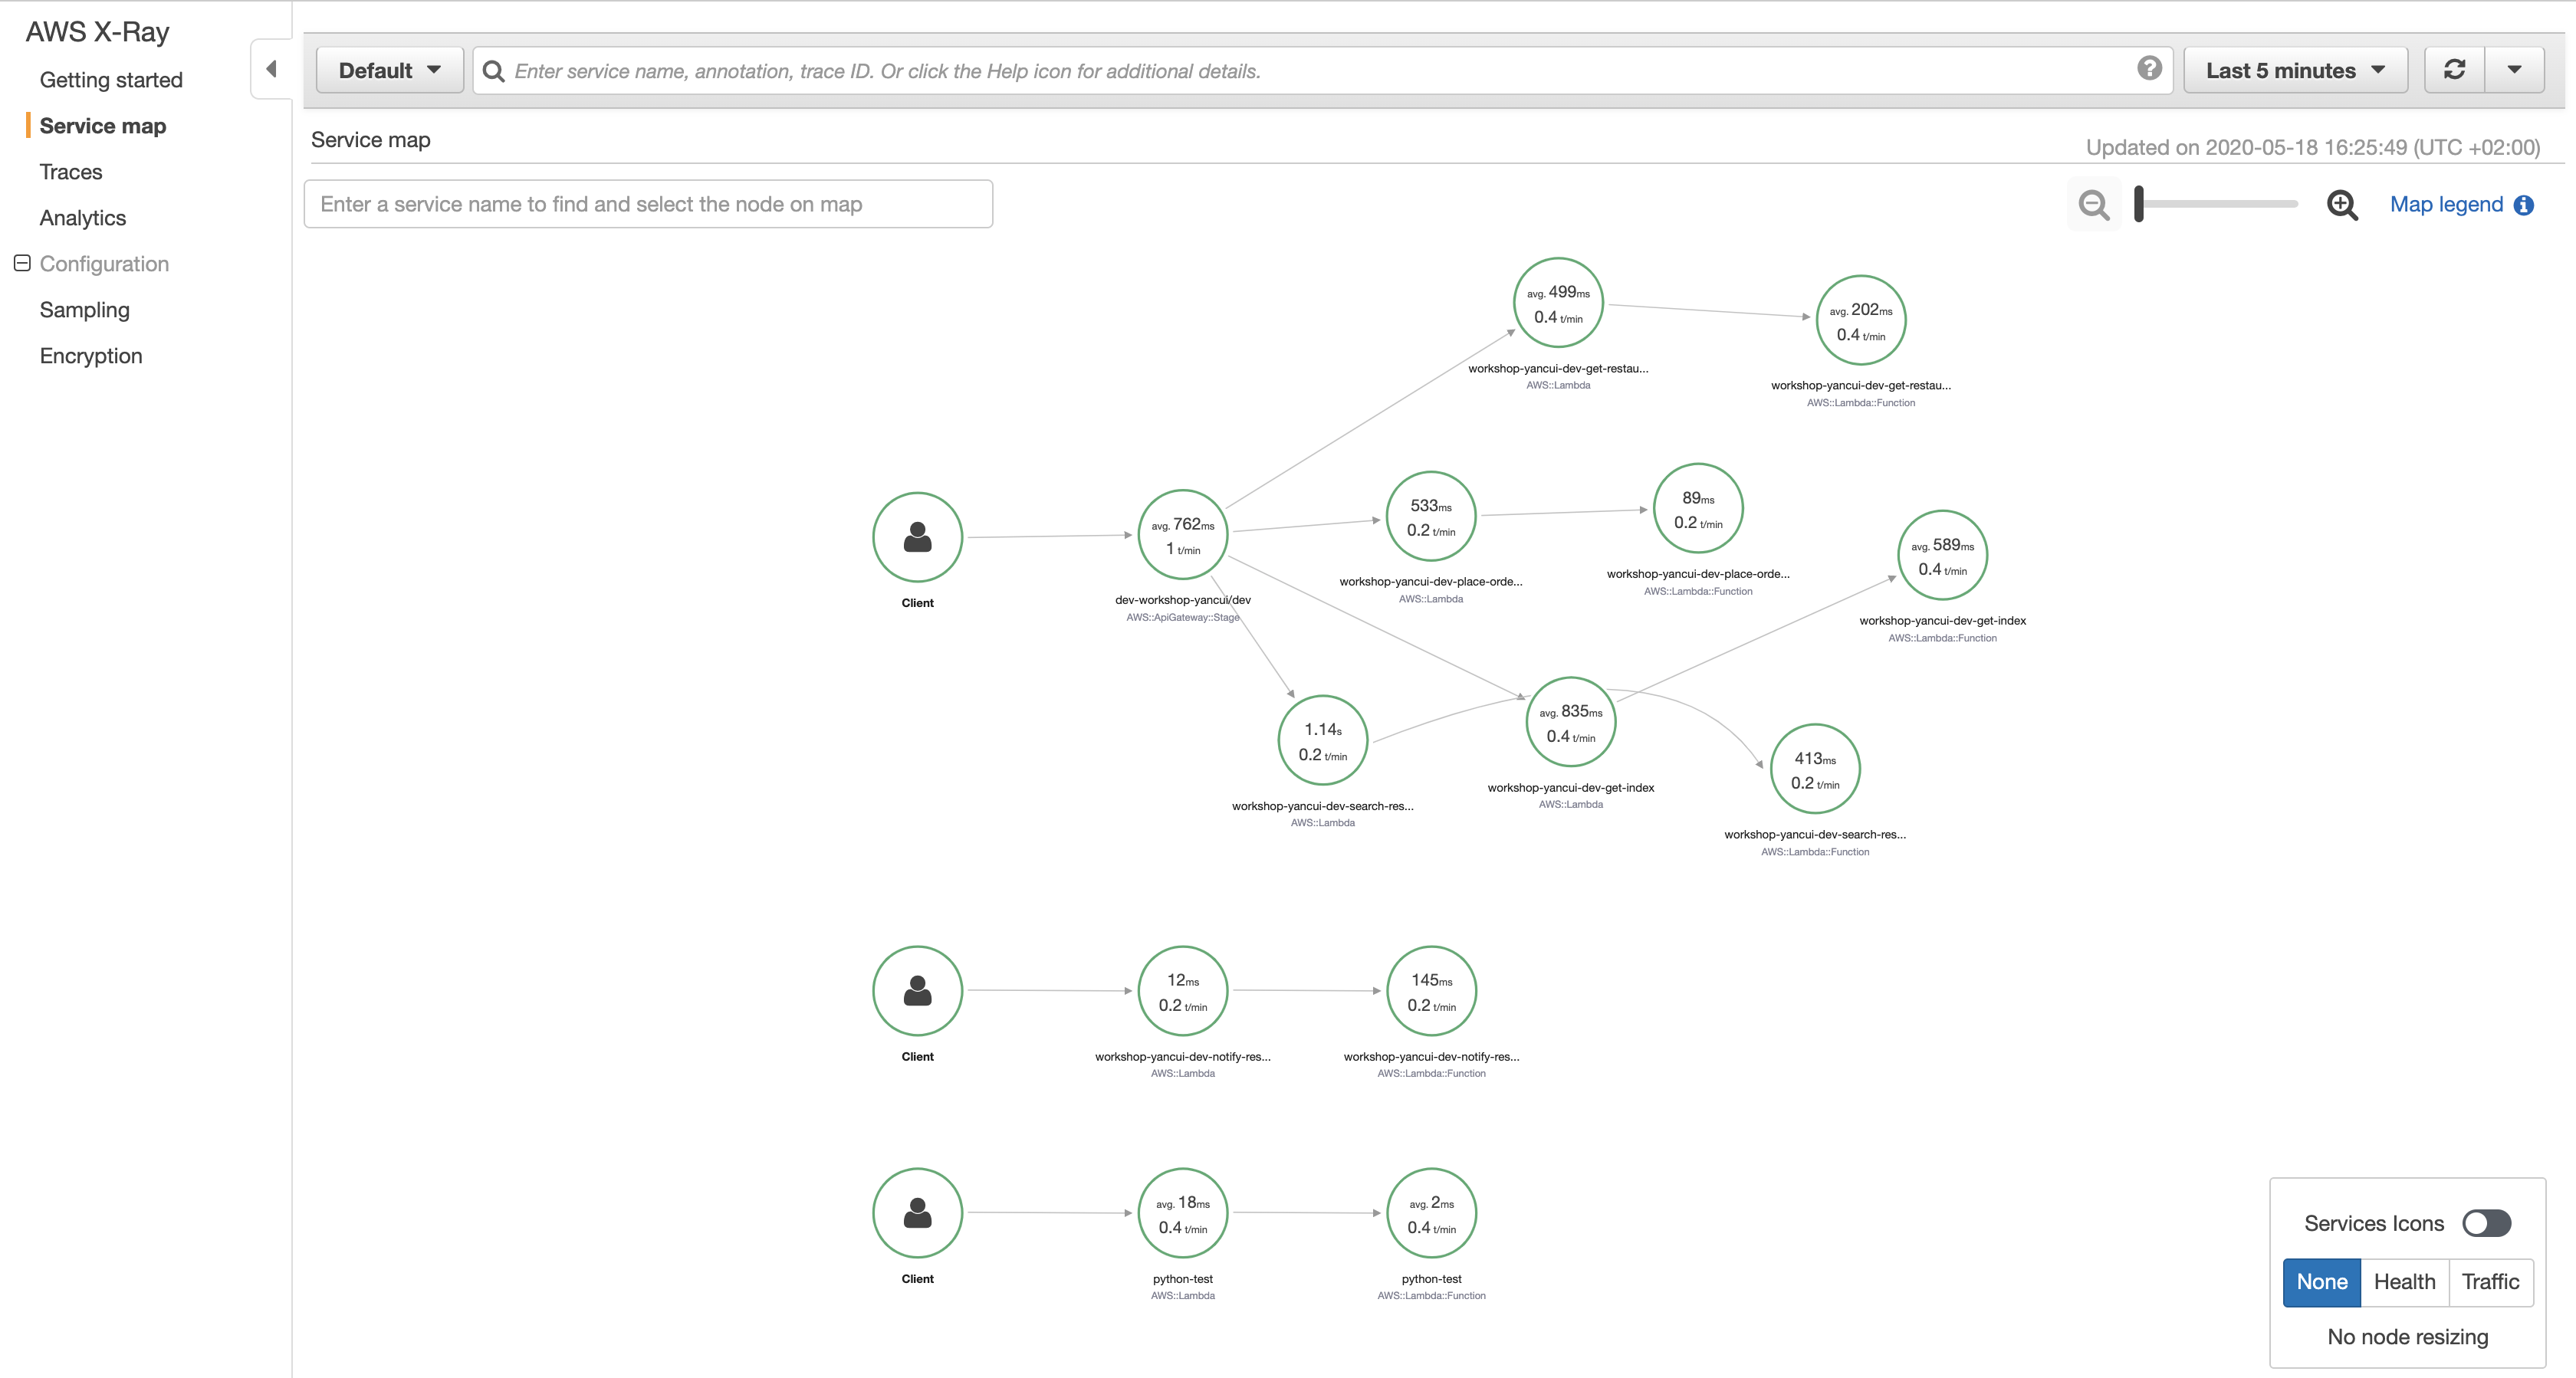 AWS X-Ray
Getting started
Service map
Traces
Analytics
Configuration
Sampling
Encryption
Default
Enter service name, annotation, trace ID. Or click the Help icon for additional details.
Last 5 minutes
Service map
Updated on 2020-05-18 16:25:49 (UTC +02:00)
Enter a service name to find and select the node on map
Map legend
avg. 499ms
0.4 t/min
workshop-yancui-dev-get-restau...
AWS::Lambda
avg. 202ms
0.4 t/min
workshop-yancui-dev-get-restau...
AWS::Lambda::Function
Client
avg. 762ms
1 t/min
dev-workshop-yancui/dev
AWS::ApiGateway::Stage
533ms
0.2 t/min
workshop-yancui-dev-place-orde...
AWS::Lambda
89ms
0.2 t/min
workshop-yancui-dev-place-orde...
AWS::Lambda::Function
avg. 589ms
0.4 t/min
workshop-yancui-dev-get-index
AWS::Lambda::Function
1.14s
0.2 t/min
workshop-yancui-dev-search-res...
AWS::Lambda
avg. 835ms
0.4 t/min
workshop-yancui-dev-get-index
AWS::Lambda
413ms
0.2 t/min
workshop-yancui-dev-search-res...
AWS::Lambda::Function
Client
12ms
0.2 t/min
workshop-yancui-dev-notify-res...
AWS::Lambda
145ms
0.2 t/min
workshop-yancui-dev-notify-res...
AWS::Lambda::Function
Client
avg. 18ms
0.4 t/min
python-test
AWS::Lambda
avg. 2ms
0.4 t/min
python-test
AWS::Lambda::Function
Services Icons
None Health Traffic
No node resizing